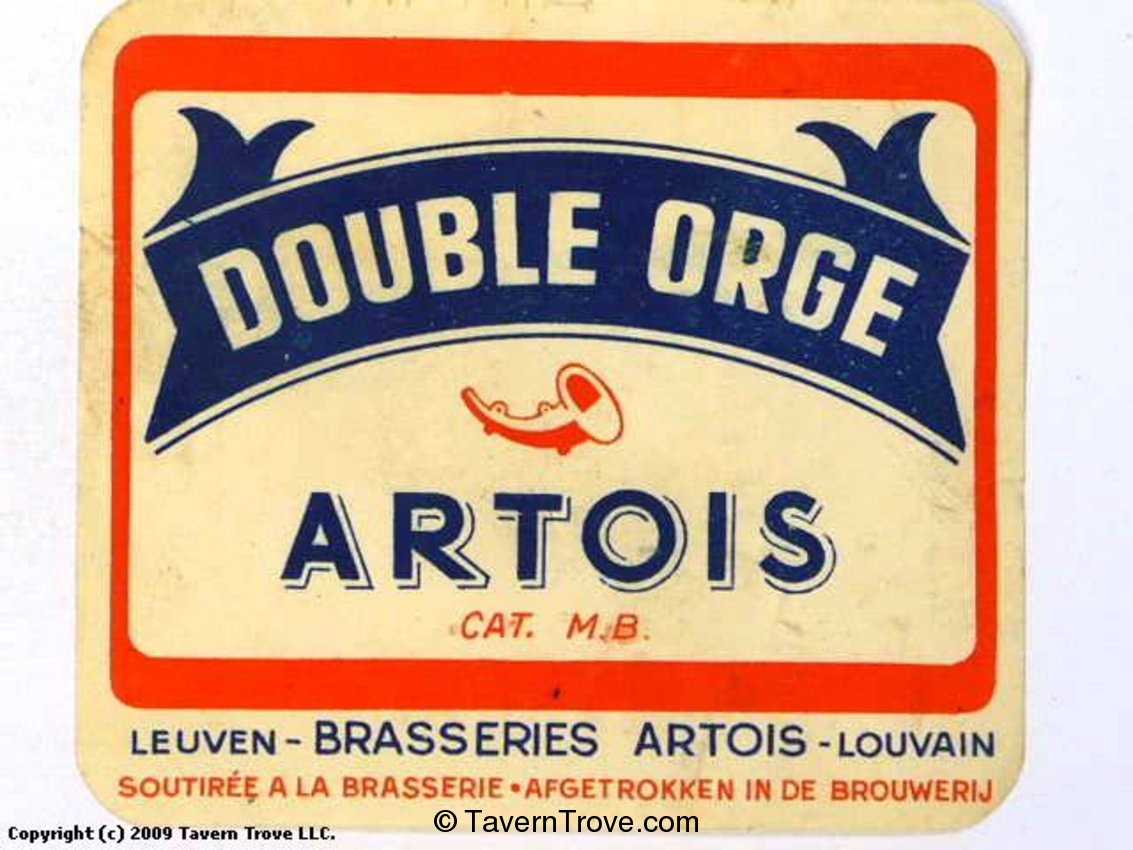 DOUBLE ORGE
ARTOIS
CAT. M.B.
LEUVEN - BRASSERIES ARTOIS - LOUVAIN
SOUTIRÉE A LA BRASSERIE • AFGETROKKEN IN DE BROUWERIJ
© TavernTrove.com
Copyright (c) 2009 Tavern Trove LLC.